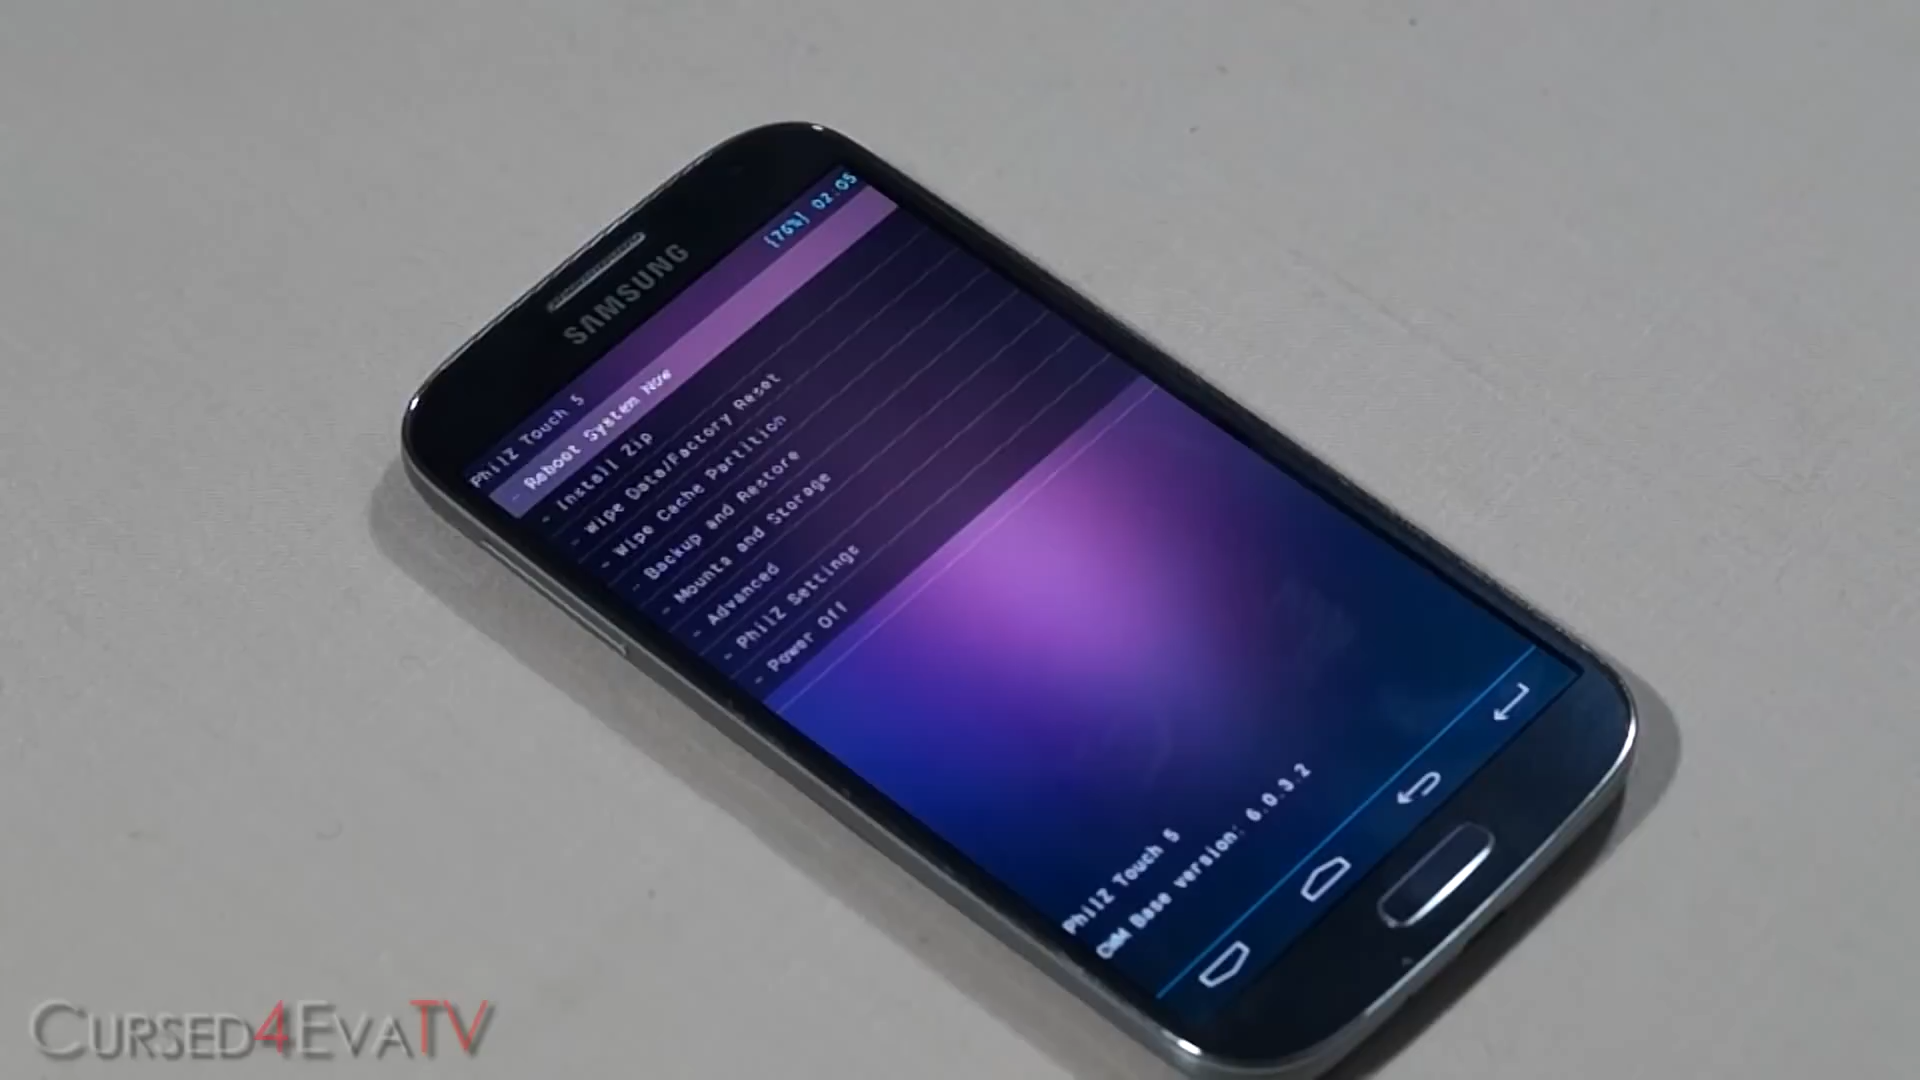 SAMSUNG
[76%] 02:05
PhilZ Touch 5
- Reboot System Now
- Install Zip
- Wipe Data/Factory Reset
- Wipe Cache Partition
- Backup and Restore
- Mounts and Storage
- Advanced
- PhilZ Settings
- Power Off
PhilZ Touch 5
CWM Base version: 6.0.3.2
CURSED4EVATV